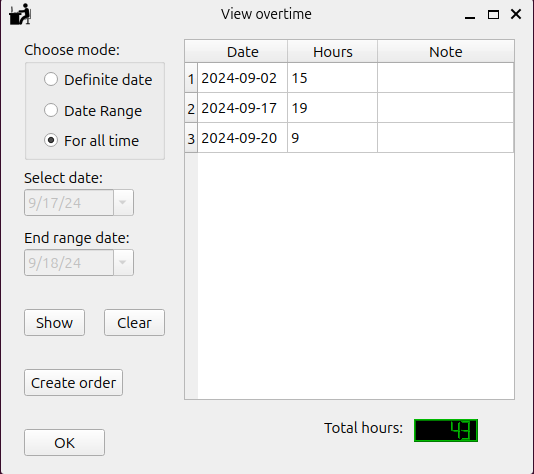 View overtime
Choose mode:
Definite date
Date Range
For all time
Select date:
9/17/24
End range date:
9/18/24
Show Clear
Create order
OK
Date Hours Note
1 2024-09-02 15
2 2024-09-17 19
3 2024-09-20 9
Total hours: 43